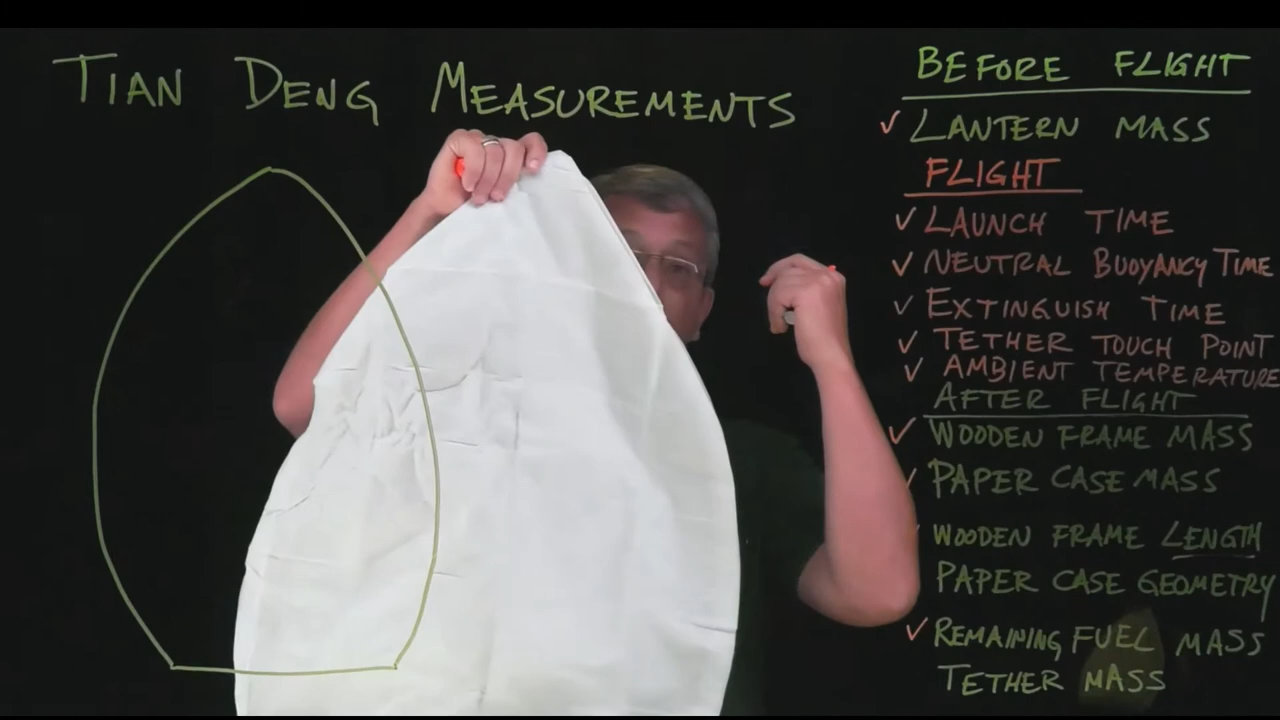 TIAN DENG MEASUREMENTS
BEFORE FLIGHT
✓ LANTERN MASS
FLIGHT
✓ LAUNCH TIME
✓ NEUTRAL BUOYANCY TIME
✓ EXTINGUISH TIME
✓ TETHER TOUCH POINT
✓ AMBIENT TEMPERATURE
AFTER FLIGHT
✓ WOODEN FRAME MASS
✓ PAPER CASE MASS
✓ WOODEN FRAME LENGTH
PAPER CASE GEOMETRY
✓ REMAINING FUEL MASS
TETHER MASS